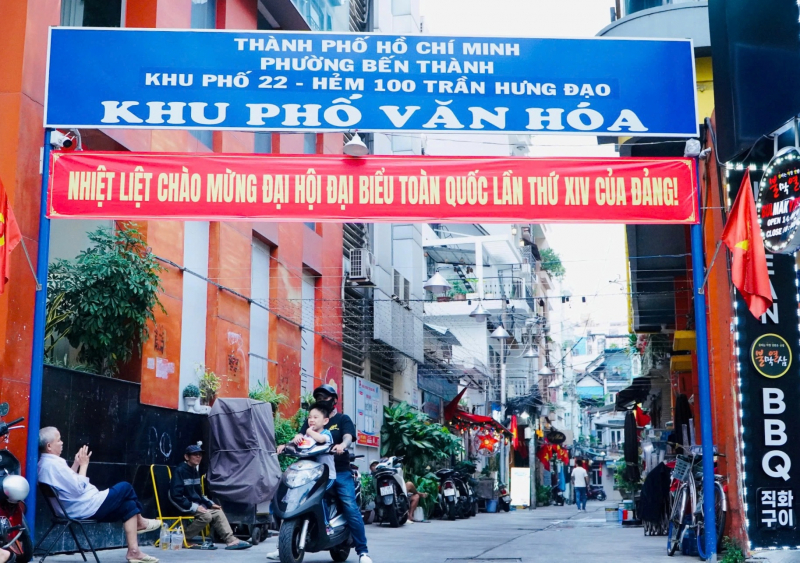 THÀNH PHỐ HỒ CHÍ MINH
PHƯỜNG BẾN THÀNH
KHU PHỐ 22 - HẺM 100 TRẦN HƯNG ĐẠO
KHU PHỐ VĂN HÓA
NHIỆT LIỆT CHÀO MỪNG ĐẠI HỘI ĐẠI BIỂU TOÀN QUỐC LẦN THỨ XIV CỦA ĐẢNG!
OPEN
CLOSE
BBQ
직화
구이